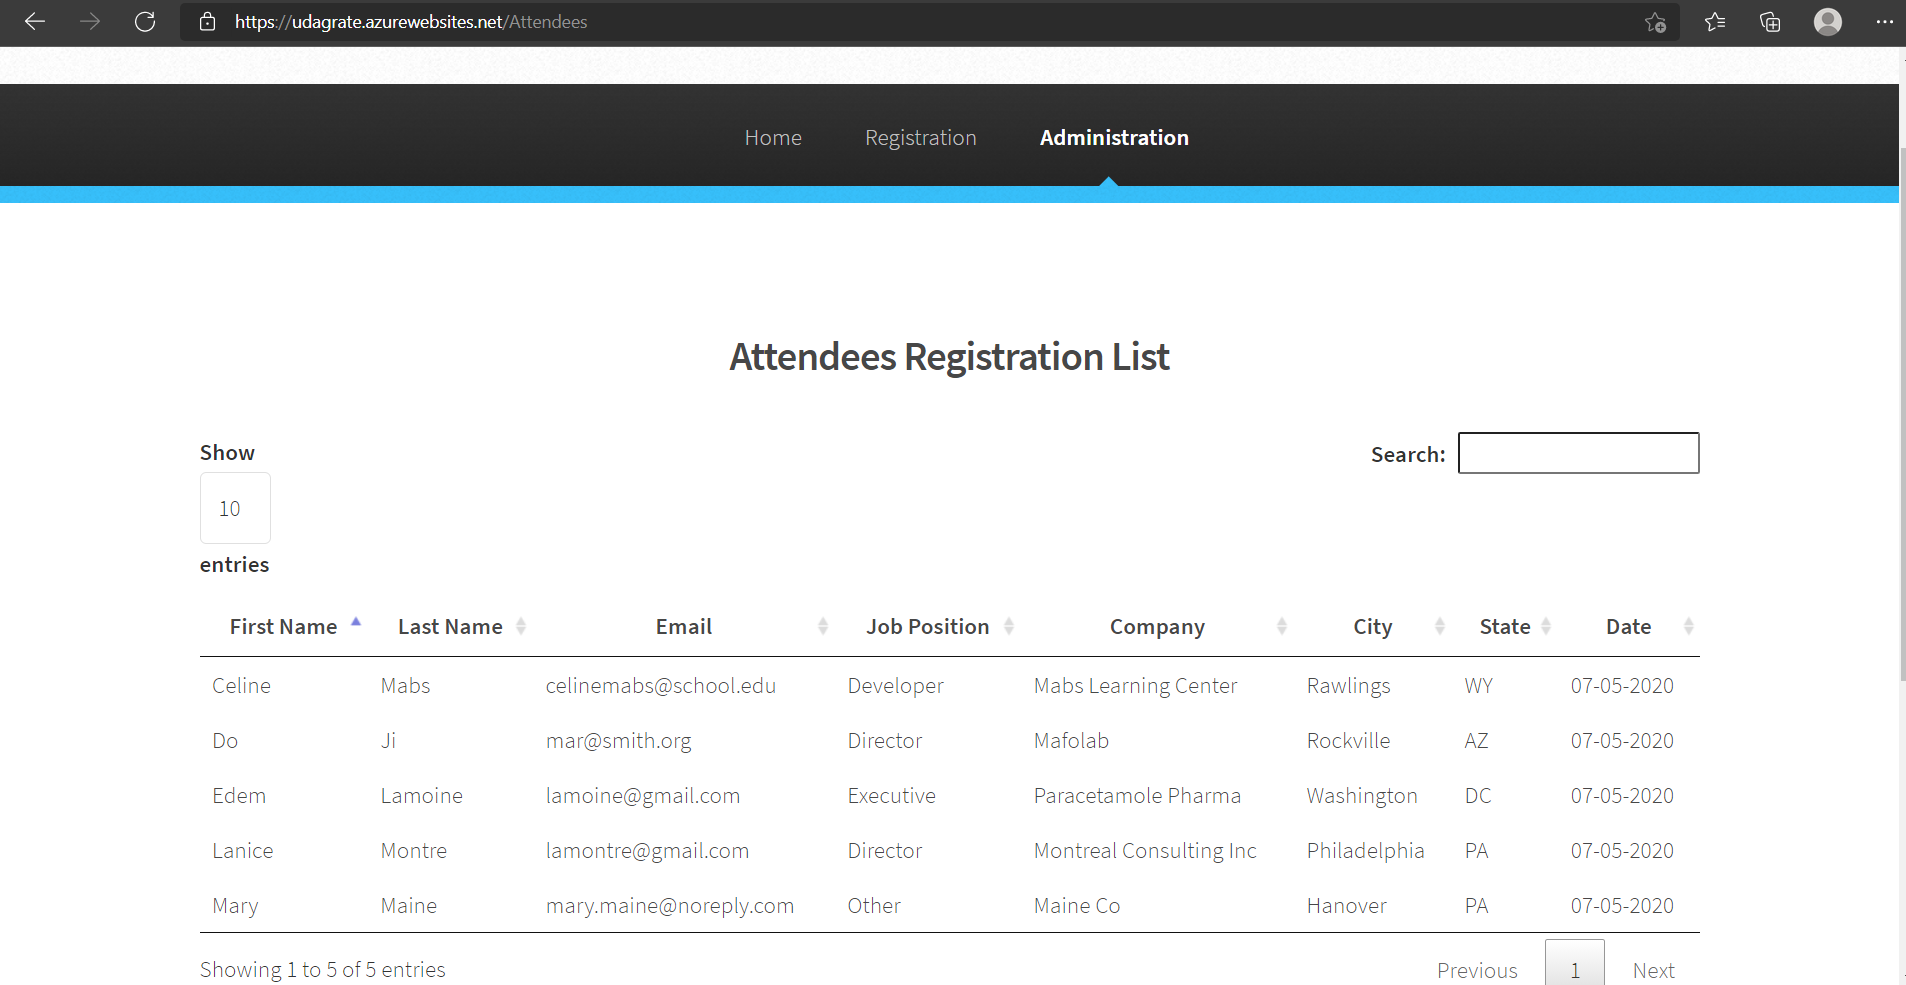 https://udagrate.azurewebsites.net/Attendees
Home Registration Administration
Attendees Registration List
Show
10
entries
Search:
First Name Last Name Email Job Position Company City State Date
Celine Mabs celinemabs@school.edu Developer Mabs Learning Center Rawlings WY 07-05-2020
Do Ji mar@smith.org Director Mafolab Rockville AZ 07-05-2020
Edem Lamoine lamoine@gmail.com Executive Paracetamole Pharma Washington DC 07-05-2020
Lanice Montre lamontre@gmail.com Director Montreal Consulting Inc Philadelphia PA 07-05-2020
Mary Maine mary.maine@noreply.com Other Maine Co Hanover PA 07-05-2020
Showing 1 to 5 of 5 entries
Previous 1 Next